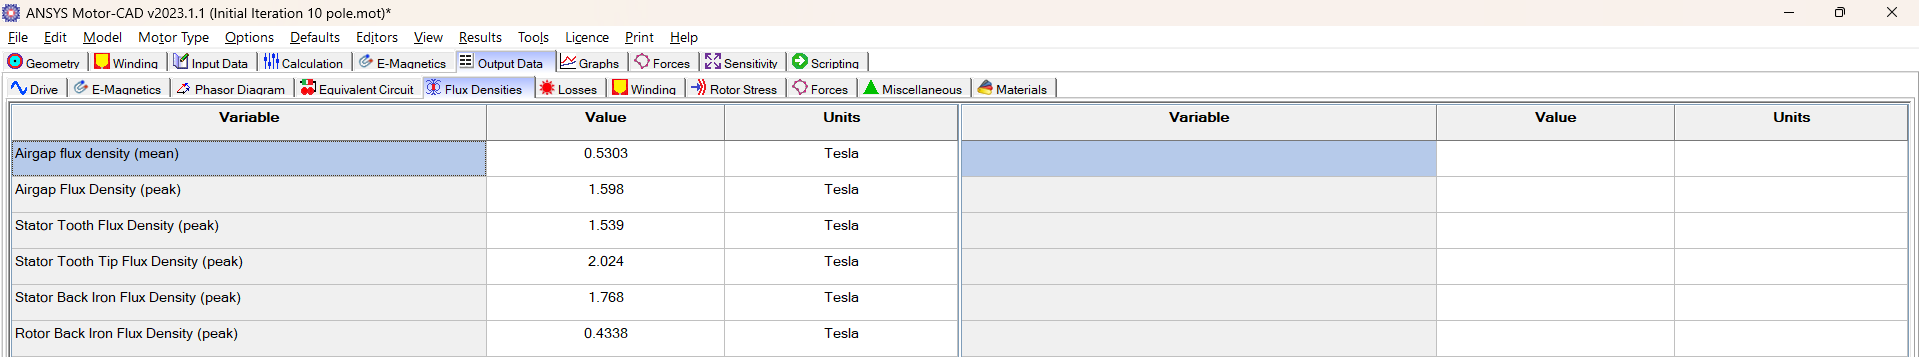 ANSYS Motor-CAD v2023.1.1 (Initial Iteration 10 pole.mot)*
File Edit Model Motor Type Options Defaults Editors View Results Tools Licence Print Help
Geometry Winding Input Data Calculation E-Magnetics Output Data Graphs Forces Sensitivity Scripting
Drive E-Magnetics Phasor Diagram Equivalent Circuit Flux Densities Losses Winding Rotor Stress Forces Miscellaneous Materials
Variable Value Units Variable Value Units
Airgap flux density (mean) 0.5303 Tesla
Airgap Flux Density (peak) 1.598 Tesla
Stator Tooth Flux Density (peak) 1.539 Tesla
Stator Tooth Tip Flux Density (peak) 2.024 Tesla
Stator Back Iron Flux Density (peak) 1.768 Tesla
Rotor Back Iron Flux Density (peak) 0.4338 Tesla